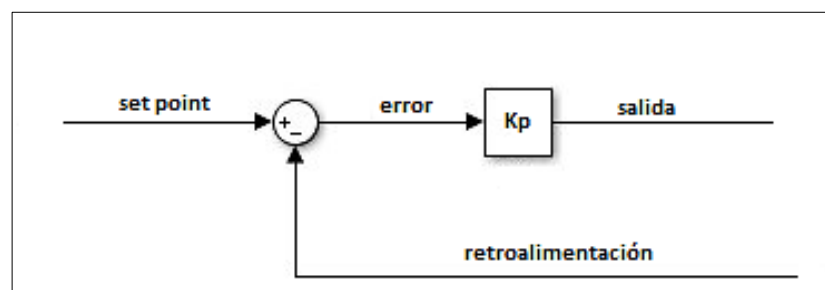 set point
error
Kp
salida
+
−
retroalimentación